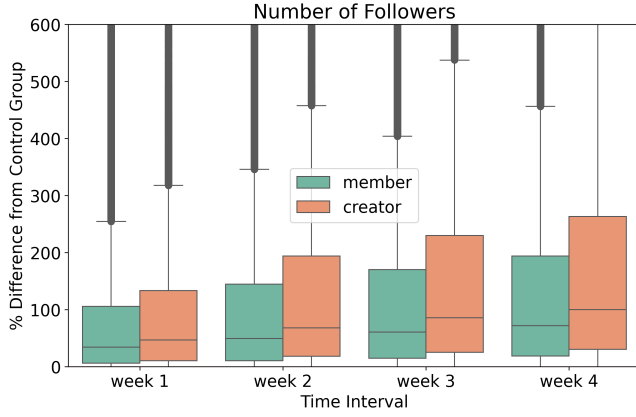 Number of Followers
% Difference from Control Group
600
500
400
300
200
100
0
member
creator
week 1
week 2
week 3
week 4
Time Interval